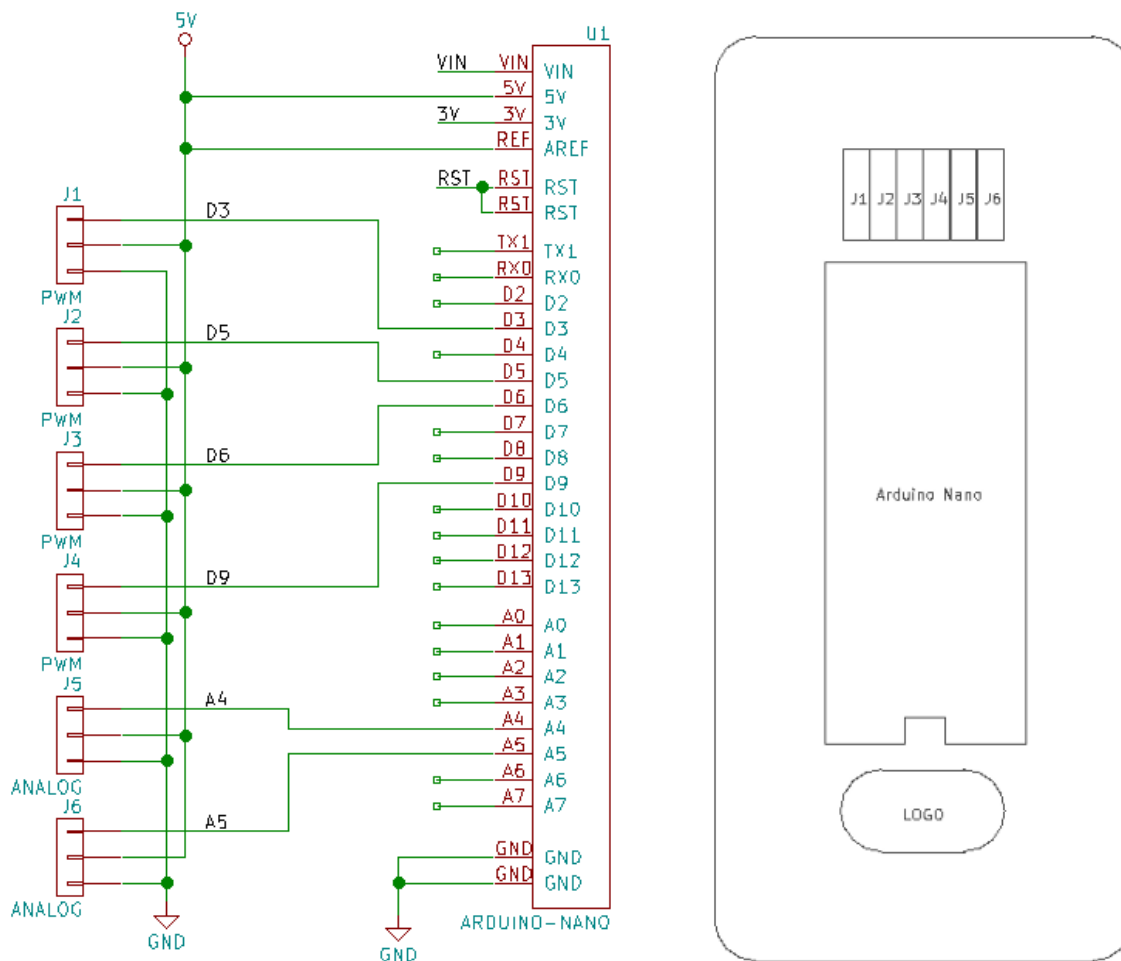 5V
J1
D3
PWM
J2
D5
PWM
J3
D6
PWM
J4
D9
PWM
J5
A4
ANALOG
J6
A5
ANALOG
GND
U1
VIN VIN VIN
5V 5V
3V 3V 3V
REF AREF
RST RST RST
RST RST
TX1 TX1
RX0 RX0
D2 D2
D3 D3
D4 D4
D5 D5
D6 D6
D7 D7
D8 D8
D9 D9
D10 D10
D11 D11
D12 D12
D13 D13
A0 A0
A1 A1
A2 A2
A3 A3
A4 A4
A5 A5
A6 A6
A7 A7
GND GND
GND GND
ARDUINO-NANO
GND
J1 J2 J3 J4 J5 J6
Arduino Nano
LOGO